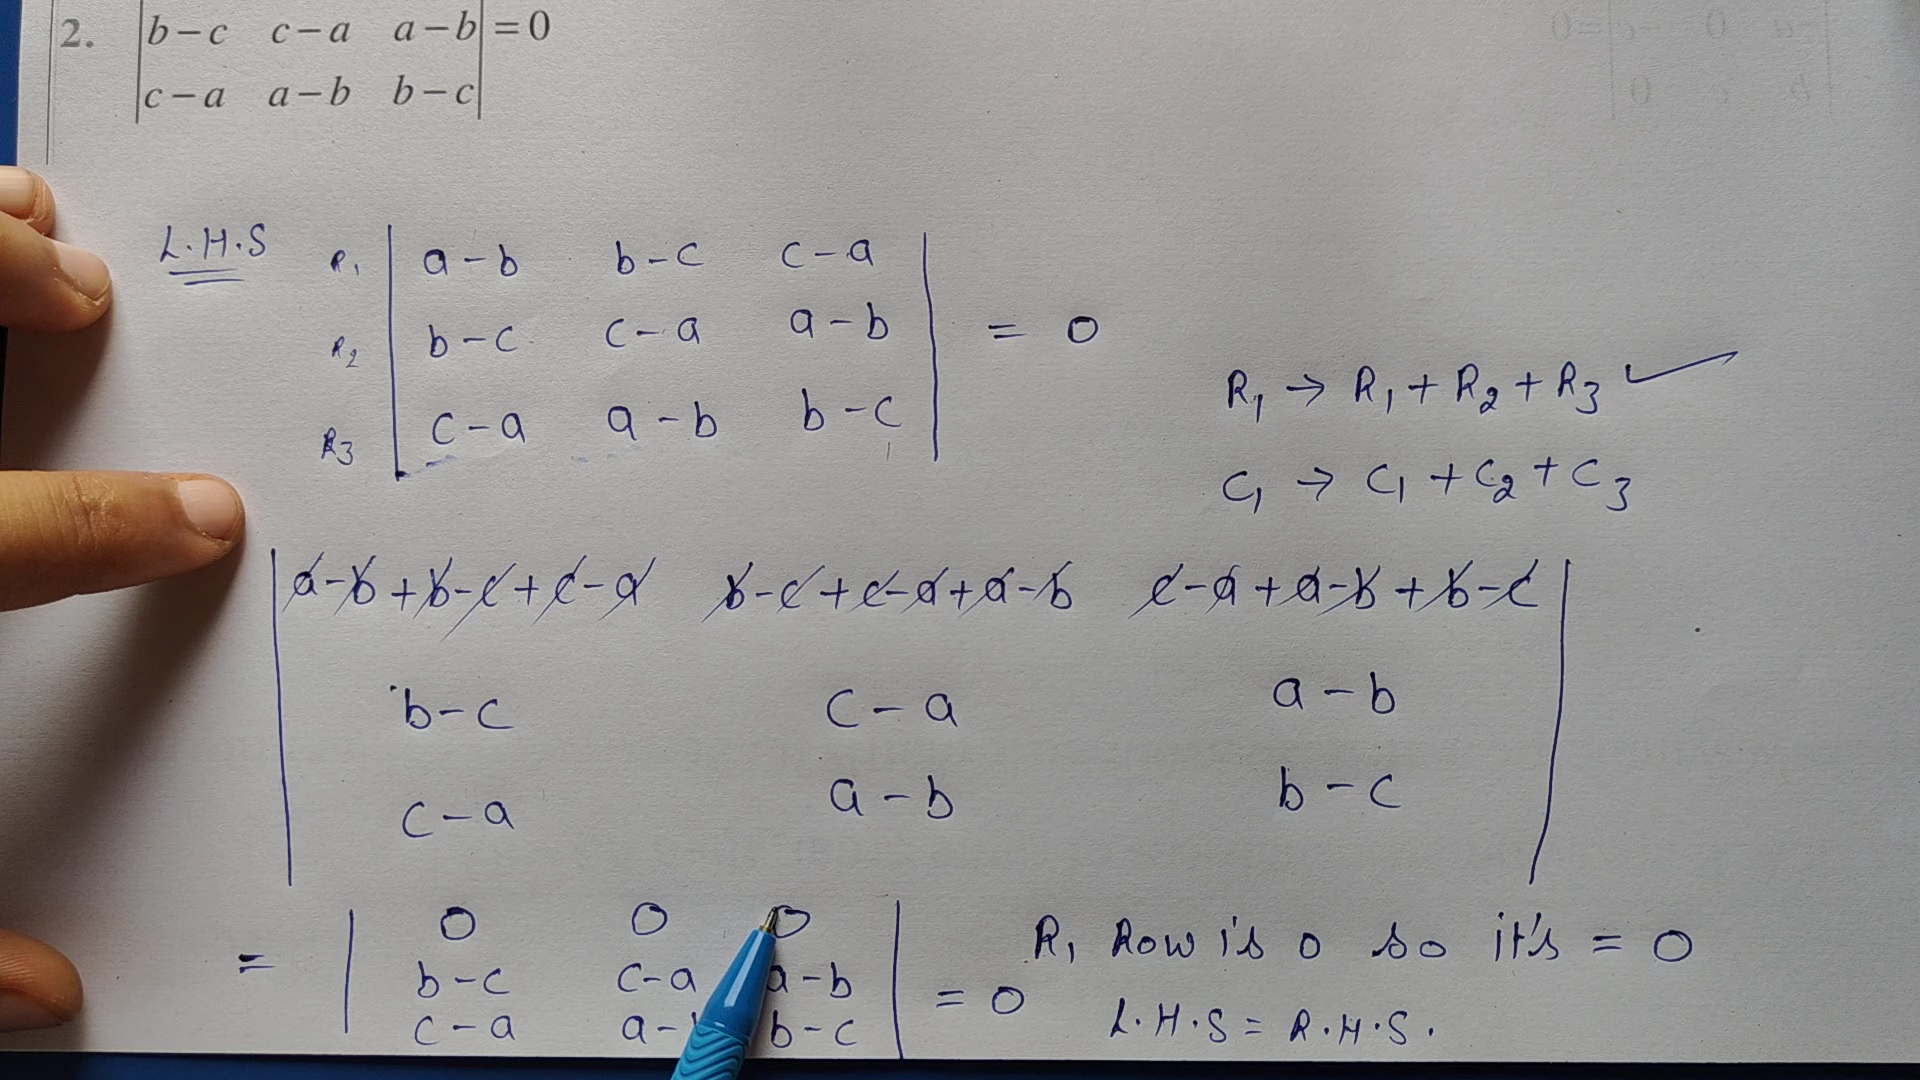 2. b-c c-a a-b =0
c-a a-b b-c
L.H.S R1 a-b b-c c-a
R2 b-c c-a a-b = 0
R3 c-a a-b b-c
R1 → R1 + R2 + R3 ✓
C1 → C1 + C2 + C3
a-b+b-c+c-a b-c+c-a+a-b c-a+a-b+b-c
b-c c-a a-b
c-a a-b b-c
= 0 0 0 R1 Row is 0 so it's = 0
b-c c-a a-b = 0
c-a a- b-c L.H.S = R.H.S.